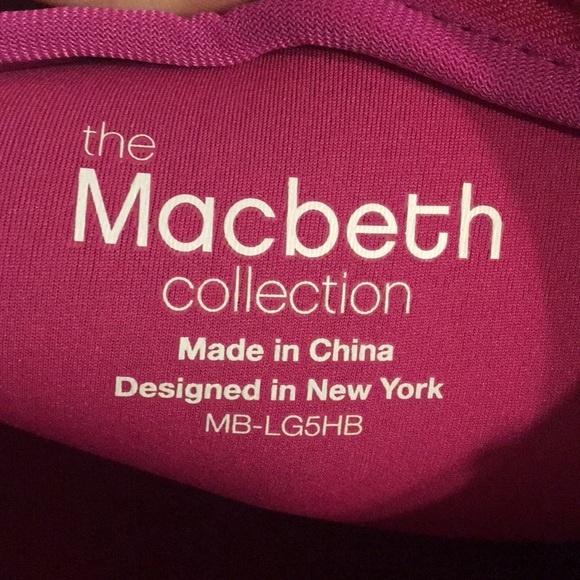 the
Macbeth
collection
Made in China
Designed in New York
MB-LG5HB